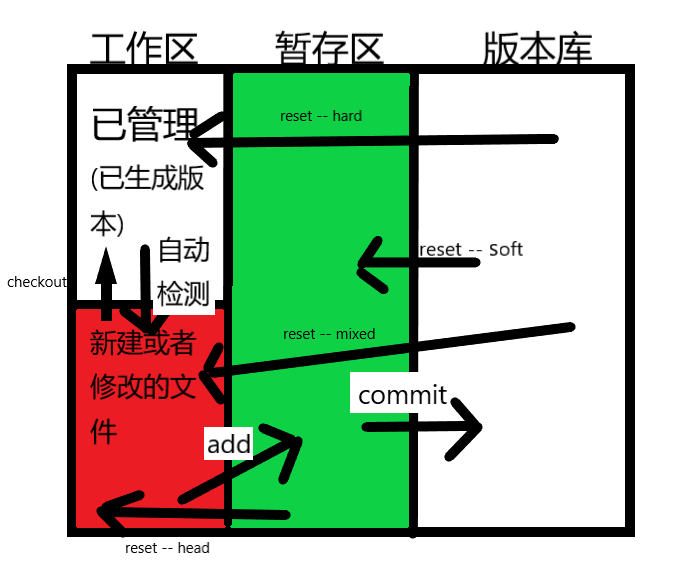 工作区
暂存区
版本库
已管理
(已生成版
本)
reset -- hard
自动
检测
reset -- Soft
checkout
新建或者
修改的文
件
reset -- mixed
commit
add
reset -- head